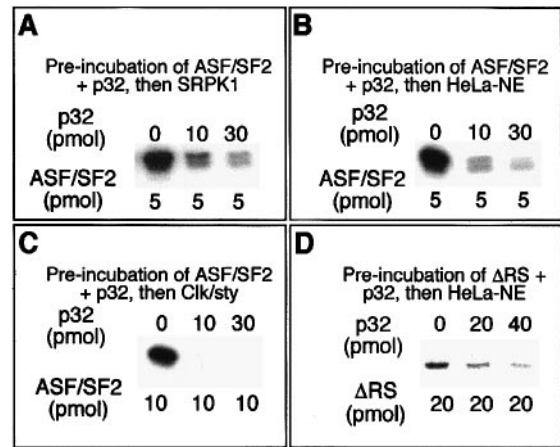 A
Pre-incubation of ASF/SF2
+ p32, then SRPK1
p32 0 10 30
(pmol)
ASF/SF2
(pmol) 5 5 5
B
Pre-incubation of ASF/SF2
+ p32, then HeLa-NE
p32 0 10 30
(pmol)
ASF/SF2
(pmol) 5 5 5
C
Pre-incubation of ASF/SF2
+ p32, then Clk/sty
p32 0 10 30
(pmol)
ASF/SF2
(pmol) 10 10 10
D
Pre-incubation of ΔRS +
p32, then HeLa-NE
p32 0 20 40
(pmol)
ΔRS
(pmol) 20 20 20